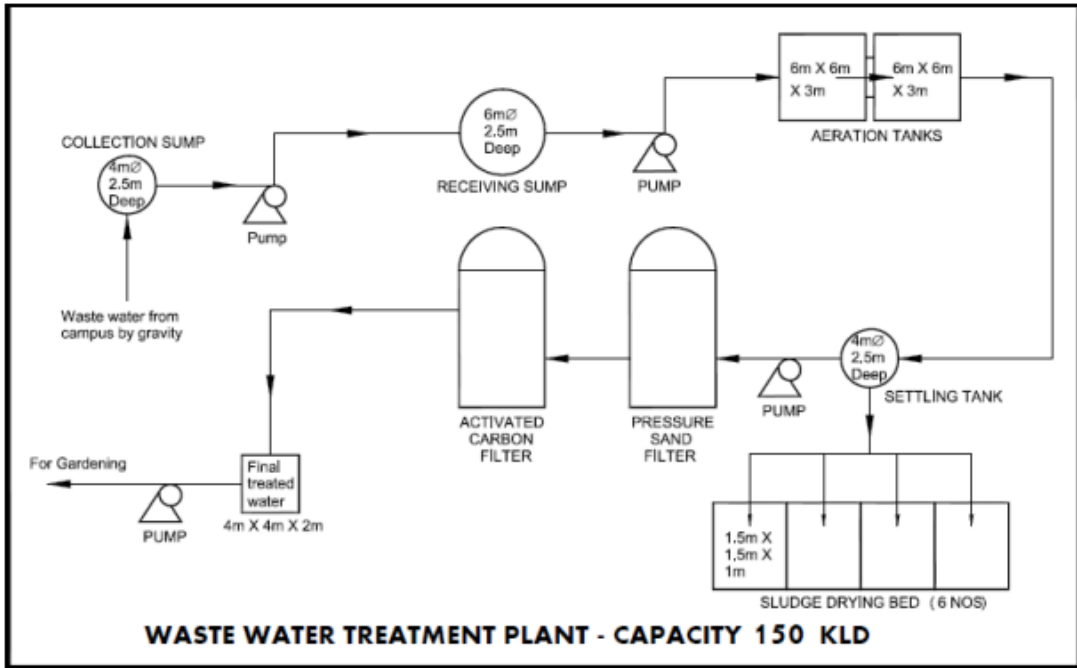 COLLECTION SUMP
4mØ
2.5m
Deep
Pump
Waste water from
campus by gravity
6mØ
2.5m
Deep
RECEIVING SUMP
PUMP
6m X 6m
X 3m
6m X 6m
X 3m
AERATION TANKS
4mØ
2.5m
Deep
SETTLING TANK
PUMP
PRESSURE
SAND
FILTER
ACTIVATED
CARBON
FILTER
Final
treated
water
4m X 4m X 2m
For Gardening
PUMP
1.5m X
1.5m X
1m
SLUDGE DRYING BED ( 6 NOS)
WASTE WATER TREATMENT PLANT - CAPACITY 150 KLD